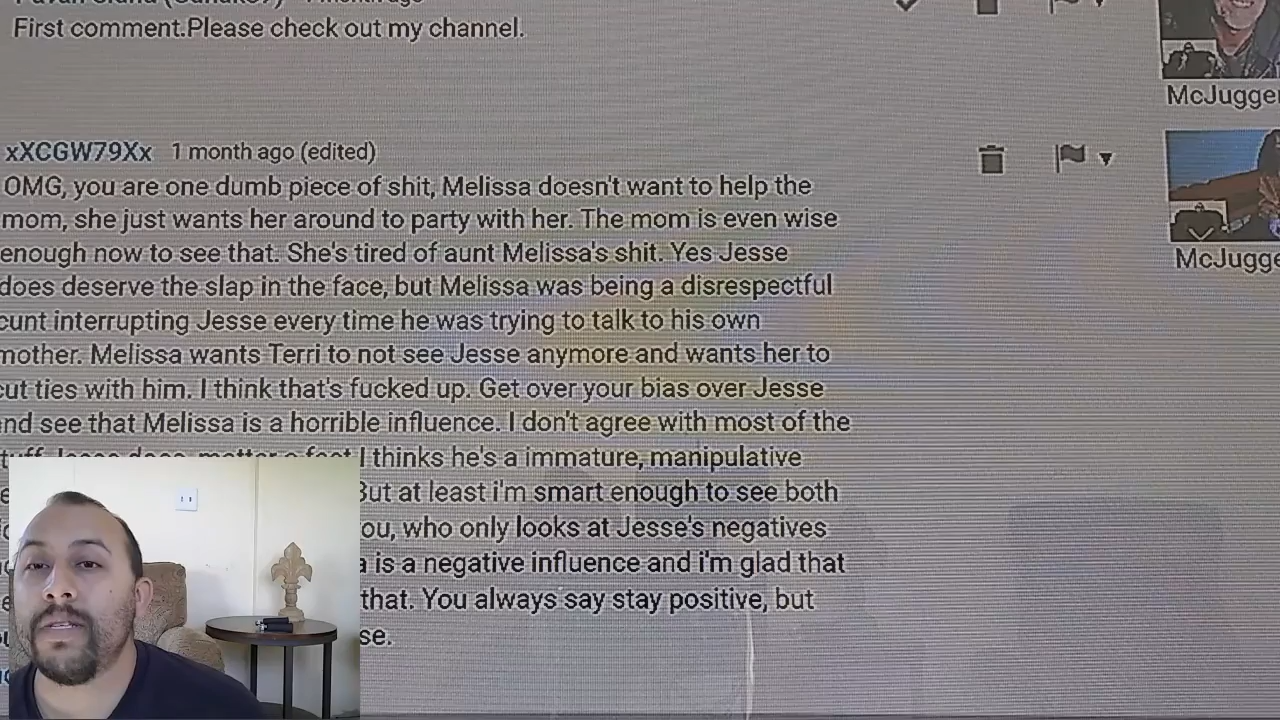 First comment.Please check out my channel.
McJugge
xXCGW79Xx 1 month ago (edited)
OMG, you are one dumb piece of shit, Melissa doesn't want to help the
mom, she just wants her around to party with her. The mom is even wise
enough now to see that. She's tired of aunt Melissa's shit. Yes Jesse
does deserve the slap in the face, but Melissa was being a disrespectful
McJugge
cunt interrupting Jesse every time he was trying to talk to his own
mother. Melissa wants Terri to not see Jesse anymore and wants her to
cut ties with him. I think that's fucked up. Get over your bias over Jesse
and see that Melissa is a horrible influence. I don't agree with most of the
I thinks he's a immature, manipulative
But at least i'm smart enough to see both
ou, who only looks at Jesse's negatives
a is a negative influence and i'm glad that
that. You always say stay positive, but
se.